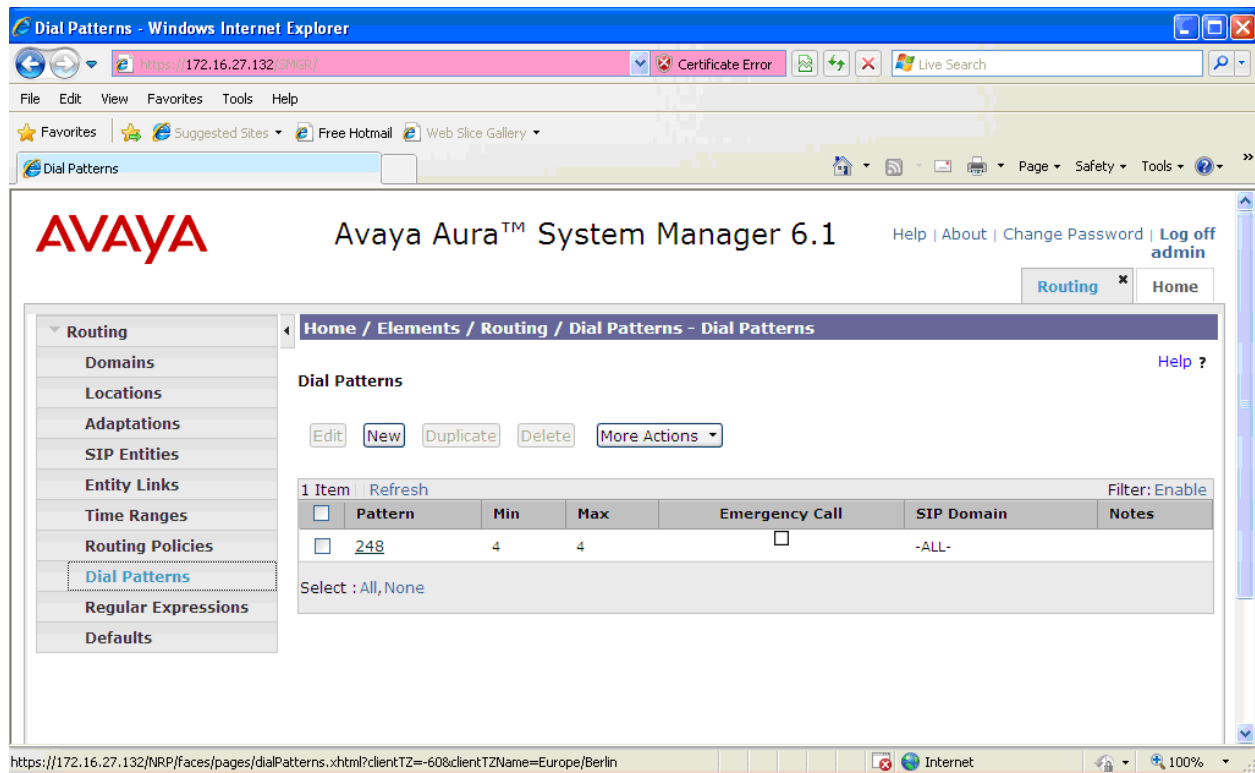 Dial Patterns - Windows Internet Explorer
https://172.16.27.132/SMGR/
Certificate Error
Live Search
File Edit View Favorites Tools Help
Favorites Suggested Sites Free Hotmail Web Slice Gallery
Dial Patterns
Page Safety Tools »
AVAYA
Avaya Aura™ System Manager 6.1
Help | About | Change Password | Log off admin
Routing × Home
Routing
Domains
Locations
Adaptations
SIP Entities
Entity Links
Time Ranges
Routing Policies
Dial Patterns
Regular Expressions
Defaults
Home / Elements / Routing / Dial Patterns - Dial Patterns
Help ?
Dial Patterns
Edit New Duplicate Delete More Actions
1 Item Refresh Filter: Enable
Pattern Min Max Emergency Call SIP Domain Notes
248 4 4 -ALL-
Select : All, None
https://172.16.27.132/NRP/faces/pages/dialPatterns.xhtml?clientTZ=-60&clientTZName=Europe/Berlin
Internet
100%